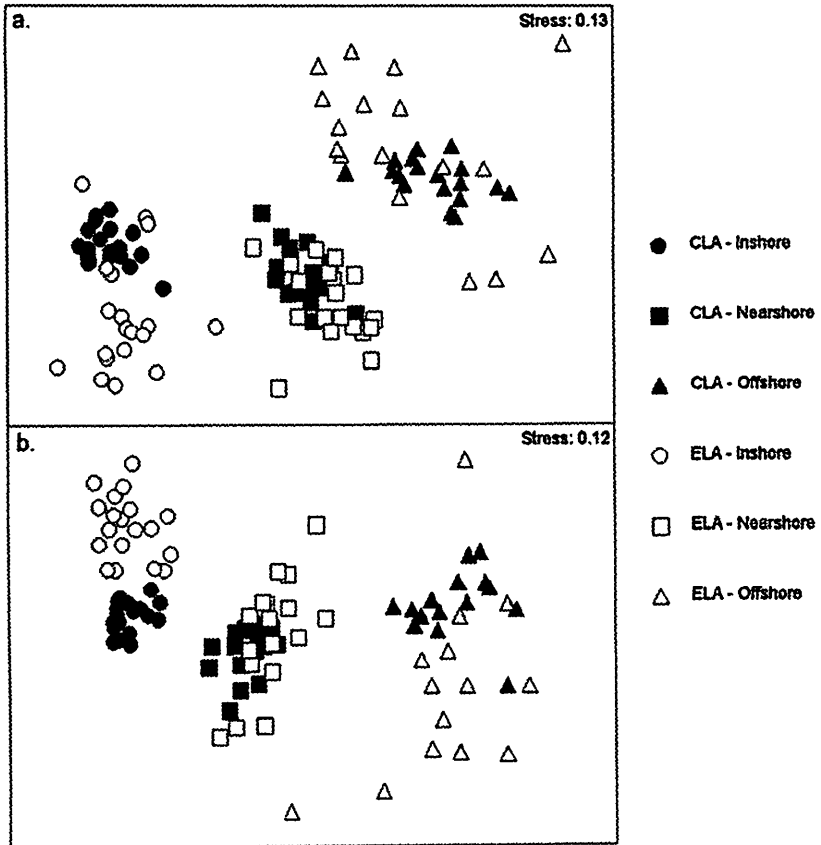 a.
Stress: 0.13
b.
Stress: 0.12
CLA - Inshore
CLA - Nearshore
CLA - Offshore
ELA - Inshore
ELA - Nearshore
ELA - Offshore